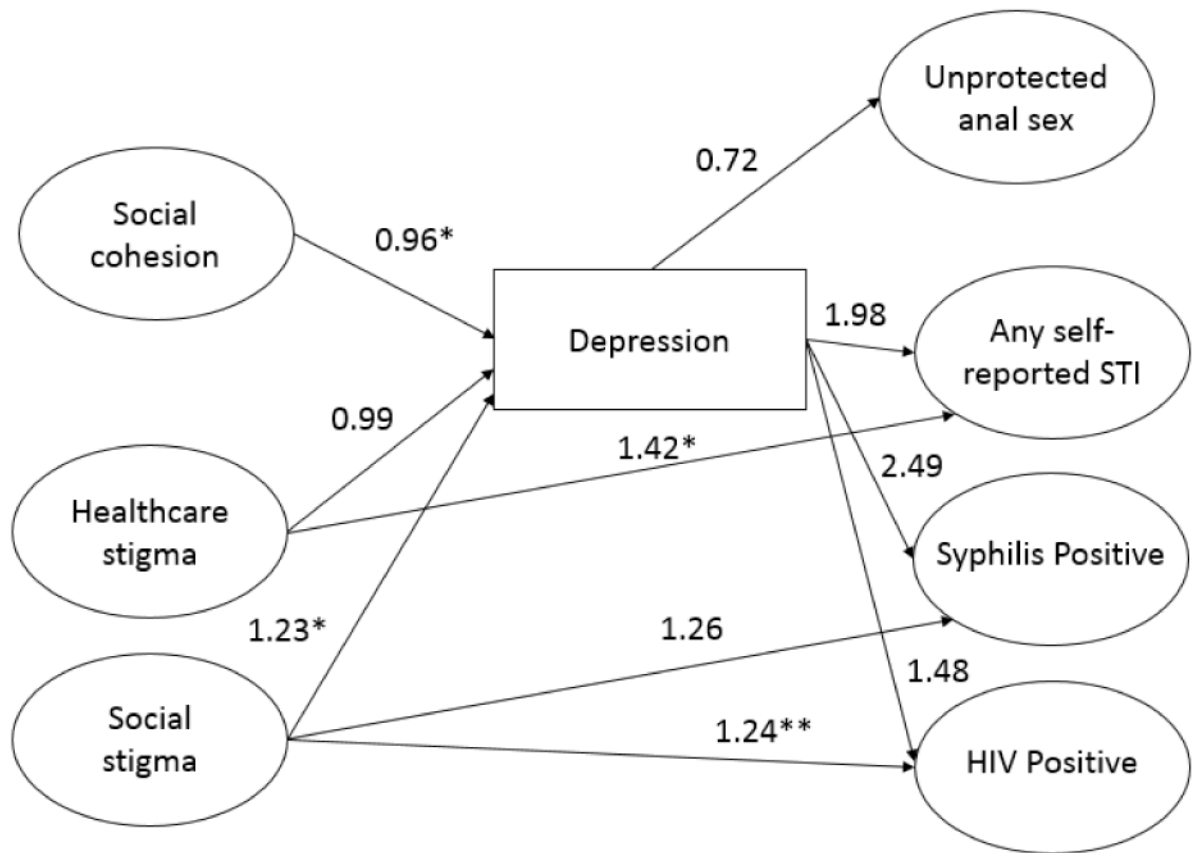 Unprotected
anal sex
0.72
Social
cohesion
0.96*
Depression
1.98
Any self-
reported STI
0.99
1.42*
2.49
Healthcare
stigma
Syphilis Positive
1.23*
1.26
1.48
Social
stigma
1.24**
HIV Positive